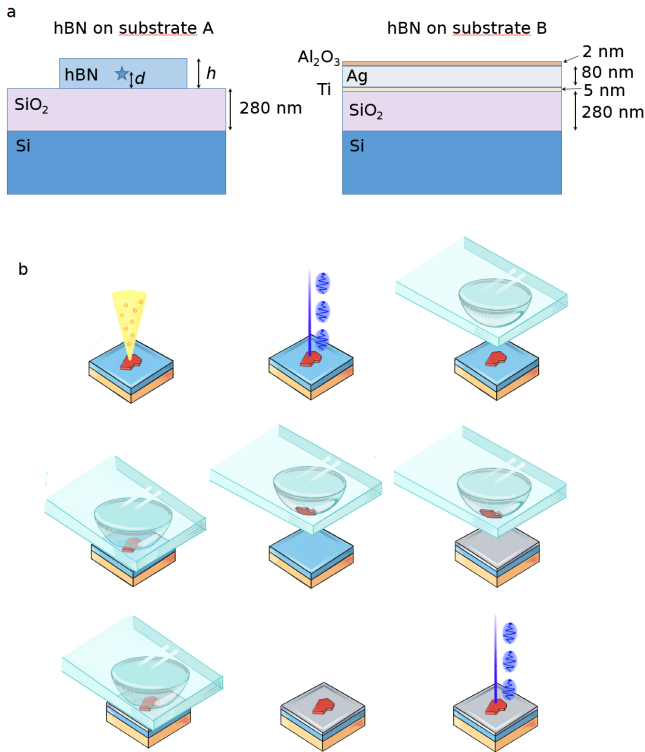 a
hBN on substrate A
hBN on substrate B
hBN
d
h
SiO₂
280 nm
Si
Al₂O₃
2 nm
Ag
80 nm
Ti
5 nm
SiO₂
280 nm
Si
b